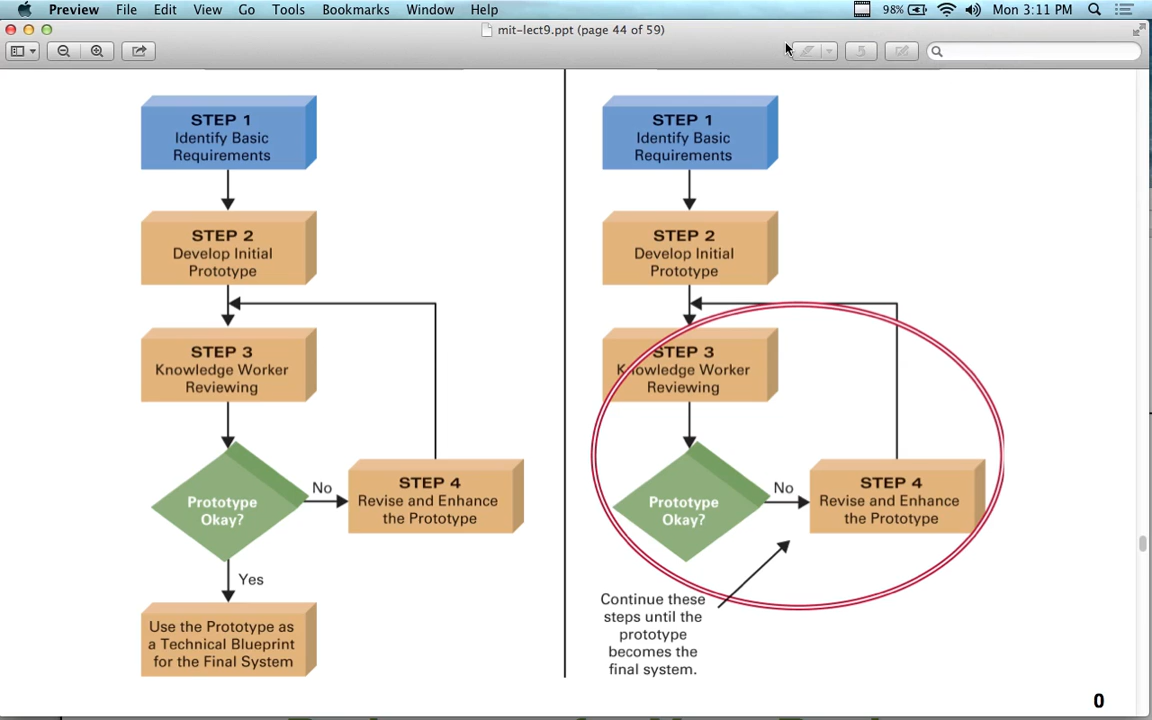 Preview File Edit View Go Tools Bookmarks Window Help 98% Mon 3:11 PM
mit-lect9.ppt (page 44 of 59)
5
STEP 1
Identify Basic
Requirements
STEP 2
Develop Initial
Prototype
STEP 3
Knowledge Worker
Reviewing
Prototype
Okay?
No
STEP 4
Revise and Enhance
the Prototype
Yes
Use the Prototype as
a Technical Blueprint
for the Final System
STEP 1
Identify Basic
Requirements
STEP 2
Develop Initial
Prototype
STEP 3
Knowledge Worker
Reviewing
Prototype
Okay?
No
STEP 4
Revise and Enhance
the Prototype
Continue these
steps until the
prototype
becomes the
final system.
0